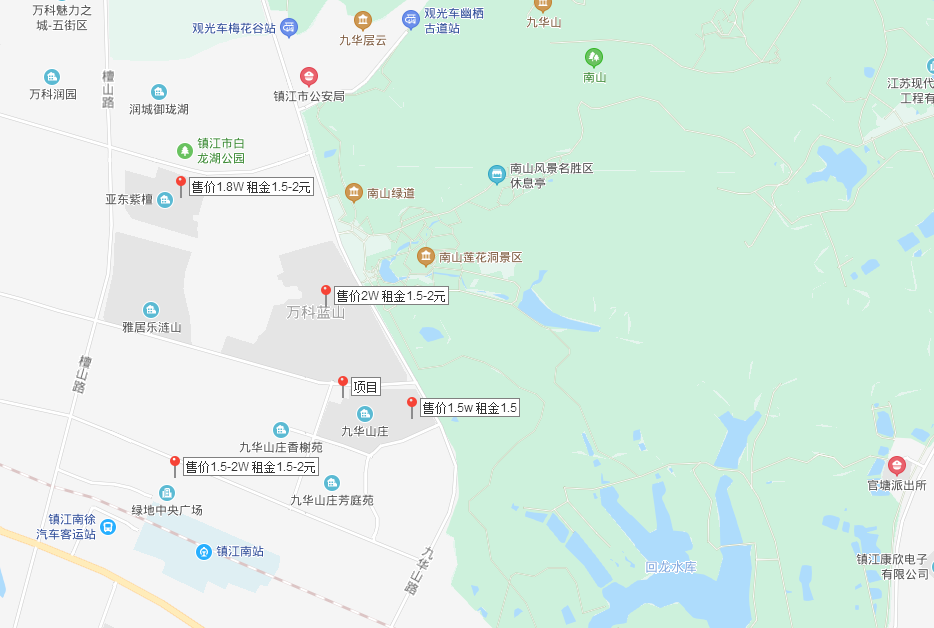 万科魅力之
城-五街区
观光车梅花谷站
九华层云
观光车幽栖
古道站
九华山
万科润园
檀山路
润城御珑湖
镇江市公安局
南山
江苏现代
工程有
镇江市白
龙湖公园
售价1.8W 租金1.5-2元
亚东紫檀
南山绿道
南山风景名胜区
休息亭
南山莲花洞景区
售价2W 租金1.5-2元
万科蓝山
雅居乐涟山
檀山路
项目
售价1.5w 租金1.5
九华山庄
九华山庄香榭苑
售价1.5-2W 租金1.5-2元
九华山庄芳庭苑
绿地中央广场
官塘派出所
镇江南徐
汽车客运站
镇江南站
九华山路
回龙水库
镇江康欣电子
有限公司